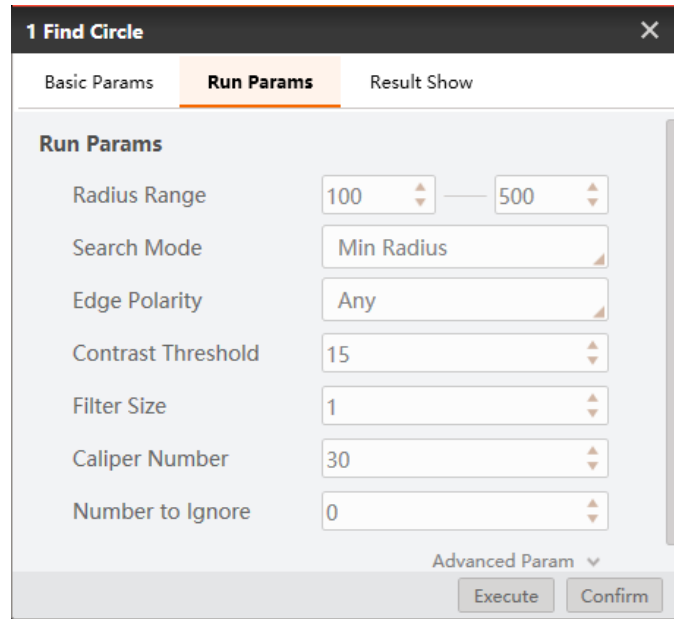 1 Find Circle
Basic Params Run Params Result Show
Run Params
Radius Range 100 500
Search Mode Min Radius
Edge Polarity Any
Contrast Threshold 15
Filter Size 1
Caliper Number 30
Number to Ignore 0
Advanced Param
Execute Confirm